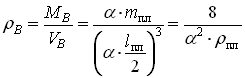 ρ_B = M_B / V_B = α · m_пл / (α · l_пл / 2)^3 = 8 / (α^2 · ρ_пл)